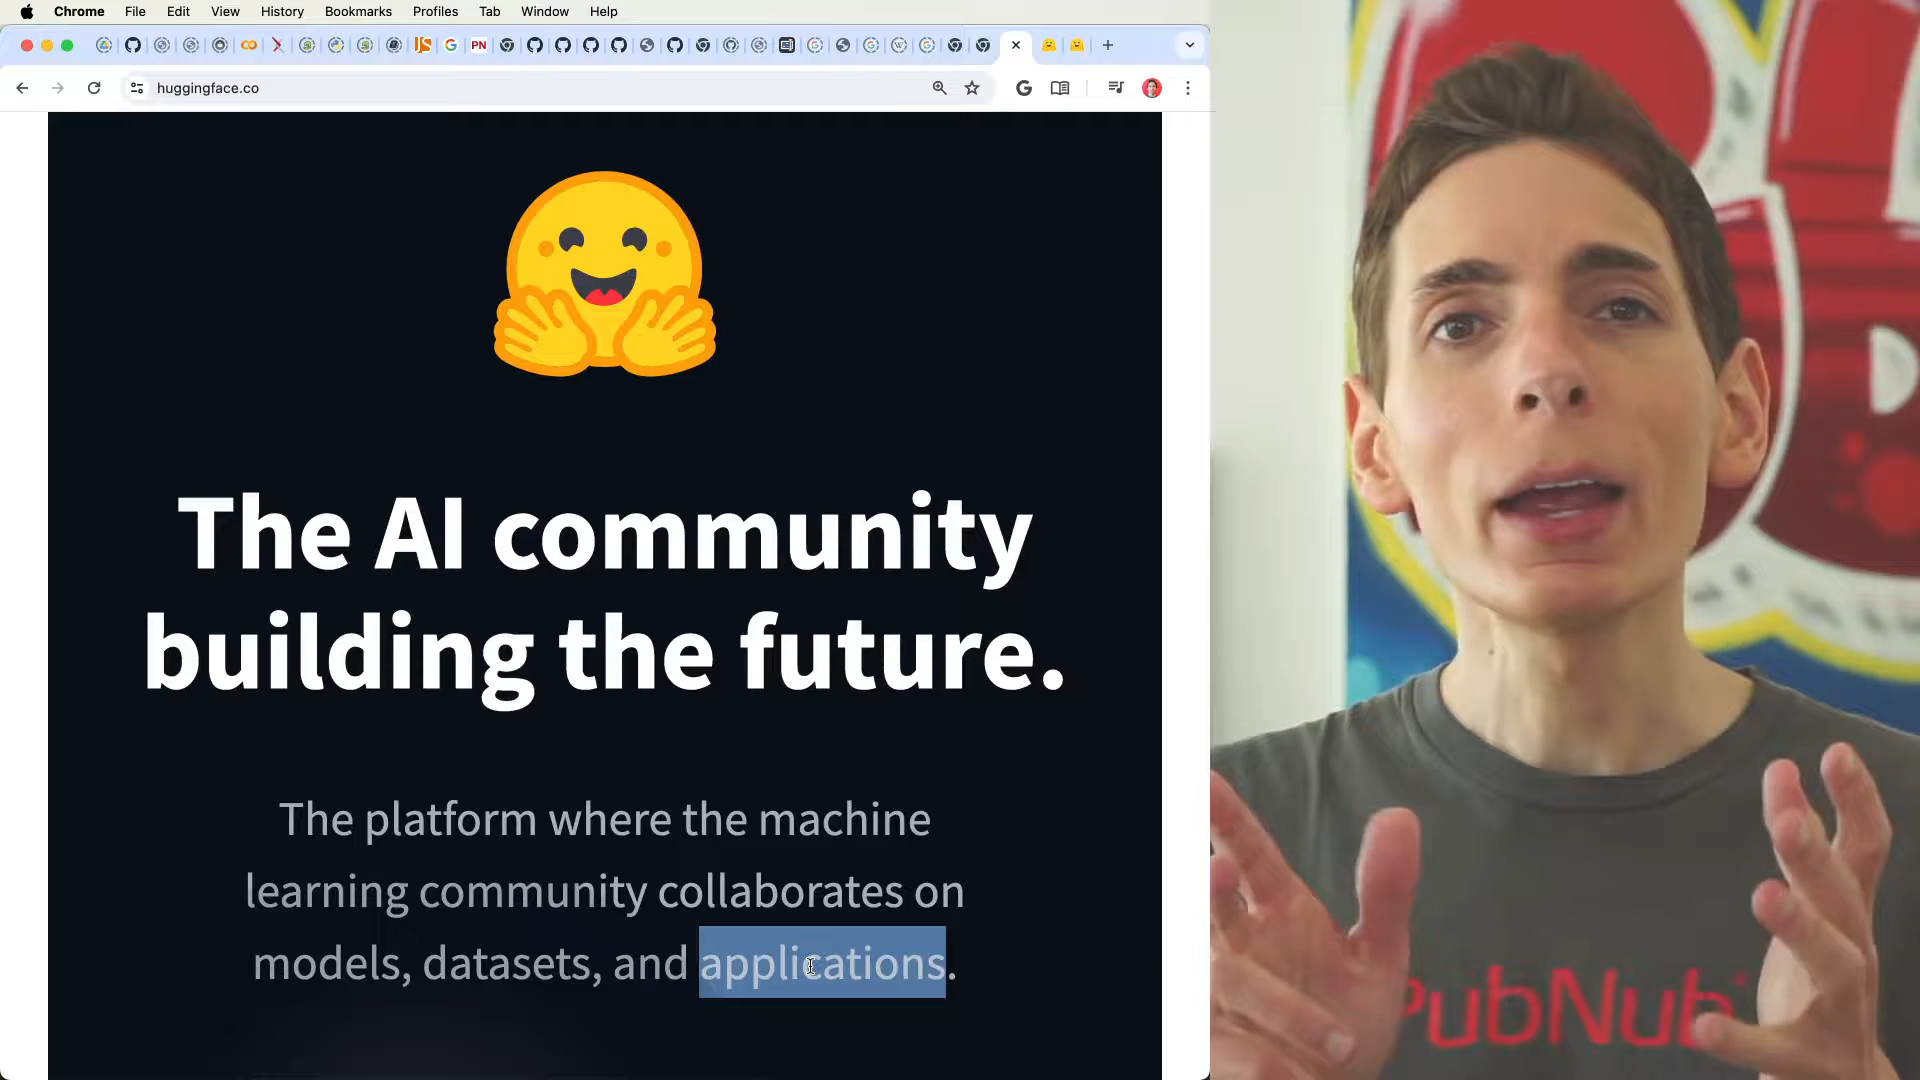 Chrome File Edit View History Bookmarks Profiles Tab Window Help
huggingface.co
The AI community
building the future.
The platform where the machine
learning community collaborates on
models, datasets, and applications.
PubNub